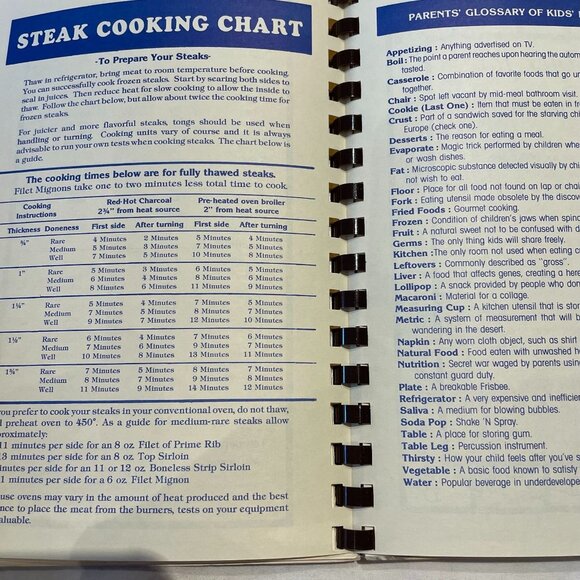 STEAK COOKING CHART
-To Prepare Your Steaks-
Thaw in refrigerator, bring meat to room temperature before cooking.
You can successfully cook frozen steaks. Start by searing both sides to
seal in juices. Then reduce heat for slow cooking to allow the inside to
thaw. Follow the chart below, but allow about twice the cooking time for
frozen steaks.
For juicier and more flavorful steaks, tongs should be used when
handling or turning. Cooking units vary of course and it is always
advisable to run your own tests when cooking steaks. The chart below is
a guide.
The cooking times below are for fully thawed steaks.
Filet Mignons take one to two minutes less total time to cook.
Cooking Instructions Red-Hot Charcoal 2¾" from heat source Pre-heated oven broiler 2" from heat source
Thickness Doneness First side After turning First side After turning
¾" Rare 4 Minutes 2 Minutes 5 Minutes 4 Minutes
Medium 5 Minutes 3 Minutes 7 Minutes 5 Minutes
Well 7 Minutes 5 Minutes 10 Minutes 8 Minutes
1" Rare 5 Minutes 3 Minutes 6 Minutes 5 Minutes
Medium 6 Minutes 4 Minutes 8 Minutes 6 Minutes
Well 8 Minutes 6 Minutes 11 Minutes 9 Minutes
1¼" Rare 5 Minutes 4 Minutes 7 Minutes 5 Minutes
Medium 7 Minutes 5 Minutes 8 Minutes 7 Minutes
Well 9 Minutes 7 Minutes 12 Minutes 10 Minutes
1½" Rare 6 Minutes 4 Minutes 7 Minutes 6 Minutes
Medium 7 Minutes 6 Minutes 9 Minutes 7 Minutes
Well 10 Minutes 8 Minutes 13 Minutes 11 Minutes
1¾" Rare 7 Minutes 5 Minutes 8 Minutes 7 Minutes
Medium 8 Minutes 7 Minutes 9 Minutes 8 Minutes
Well 11 Minutes 9 Minutes 14 Minutes 12 Minutes
you prefer to cook your steaks in your conventional oven, do not thaw,
preheat oven to 450°. As a guide for medium-rare steaks allow
proximately:
11 minutes per side for an 8 oz. Filet of Prime Rib
13 minutes per side for an 8 oz. Top Sirloin
minutes per side for an 11 or 12 oz. Boneless Strip Sirloin
1 minutes per side for a 6 oz. Filet Mignon
use ovens may vary in the amount of heat produced and the best
nce to place the meat from the burners, tests on your equipment
aluable.
PARENTS' GLOSSARY OF KIDS'
Appetizing : Anything advertised on TV.
Boil : The point a parent reaches upon hearing the autom
tasted.
Casserole : Combination of favorite foods that go un
together.
Chair : Spot left vacant by mid-meal bathroom visit.
Cookie (Last One) : Item that must be eaten in fr
Crust : Part of a sandwich saved for the starving chi
Europe (check one).
Desserts : The reason for eating a meal.
Evaporate : Magic trick performed by children whe
or wash dishes.
Fat : Microscopic substance detected visually by chi
not wish to eat.
Floor : Place for all food not found on lap or cha
Fork : Eating utensil made obsolete by the discove
Fried Foods : Gourmet cooking.
Frozen : Condition of children's jaws when spinac
Fruit : A natural sweet not to be confused with d
Germs : The only thing kids will share freely.
Kitchen : The only room not used when eating c
Leftovers : Commonly described as "gross".
Liver : A food that affects genes, creating a here
Lollipop : A snack provided by people who don
Macaroni : Material for a collage.
Measuring Cup : A kitchen utensil that is stor
Metric : A system of measurement that will be
wandering in the desert.
Napkin : Any worn cloth object, such as shirt
Natural Food : Food eaten with unwashed ha
Nutrition : Secret war waged by parents using
constant guard duty.
Plate : A breakable Frisbee.
Refrigerator : A very expensive and inefficien
Saliva : A medium for blowing bubbles.
Soda Pop : Shake 'N Spray.
Table : A place for storing gum.
Table Leg : Percussion instrument.
Thirsty : How your child feels after you've s
Vegetable : A basic food known to satisfy
Water : Popular beverage in underdevelope